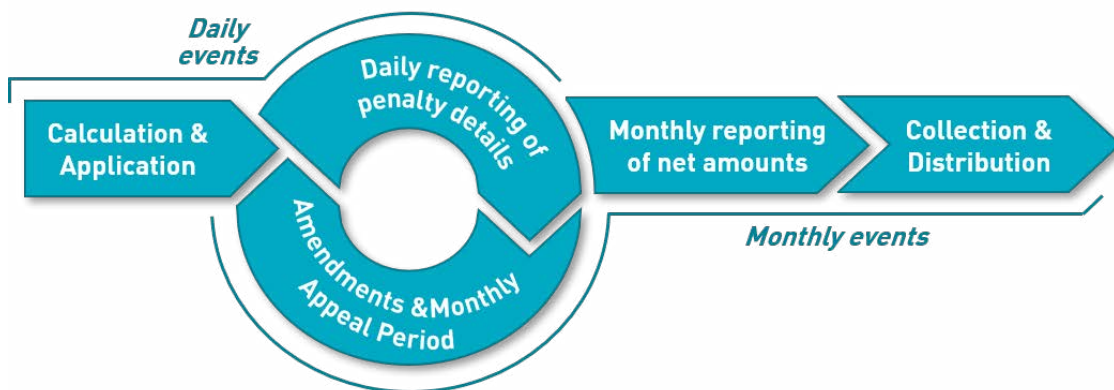 Daily
events
Calculation &
Application
Daily reporting of
penalty details
Amendments &Monthly
Appeal Period
Monthly reporting
of net amounts
Collection &
Distribution
Monthly events